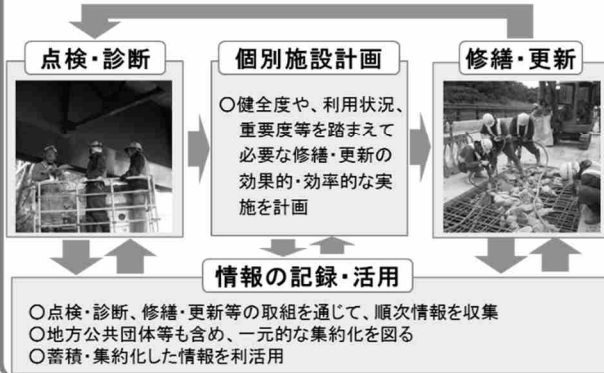 点検・診断
個別施設計画
修繕・更新
○健全度や、利用状況、
重要度等を踏まえて
必要な修繕・更新の
効果的・効率的な実
施を計画
情報の記録・活用
○点検・診断、修繕・更新等の取組を通じて、順次情報を収集
○地方公共団体等も含め、一元的な集約化を図る
○蓄積・集約化した情報を利活用